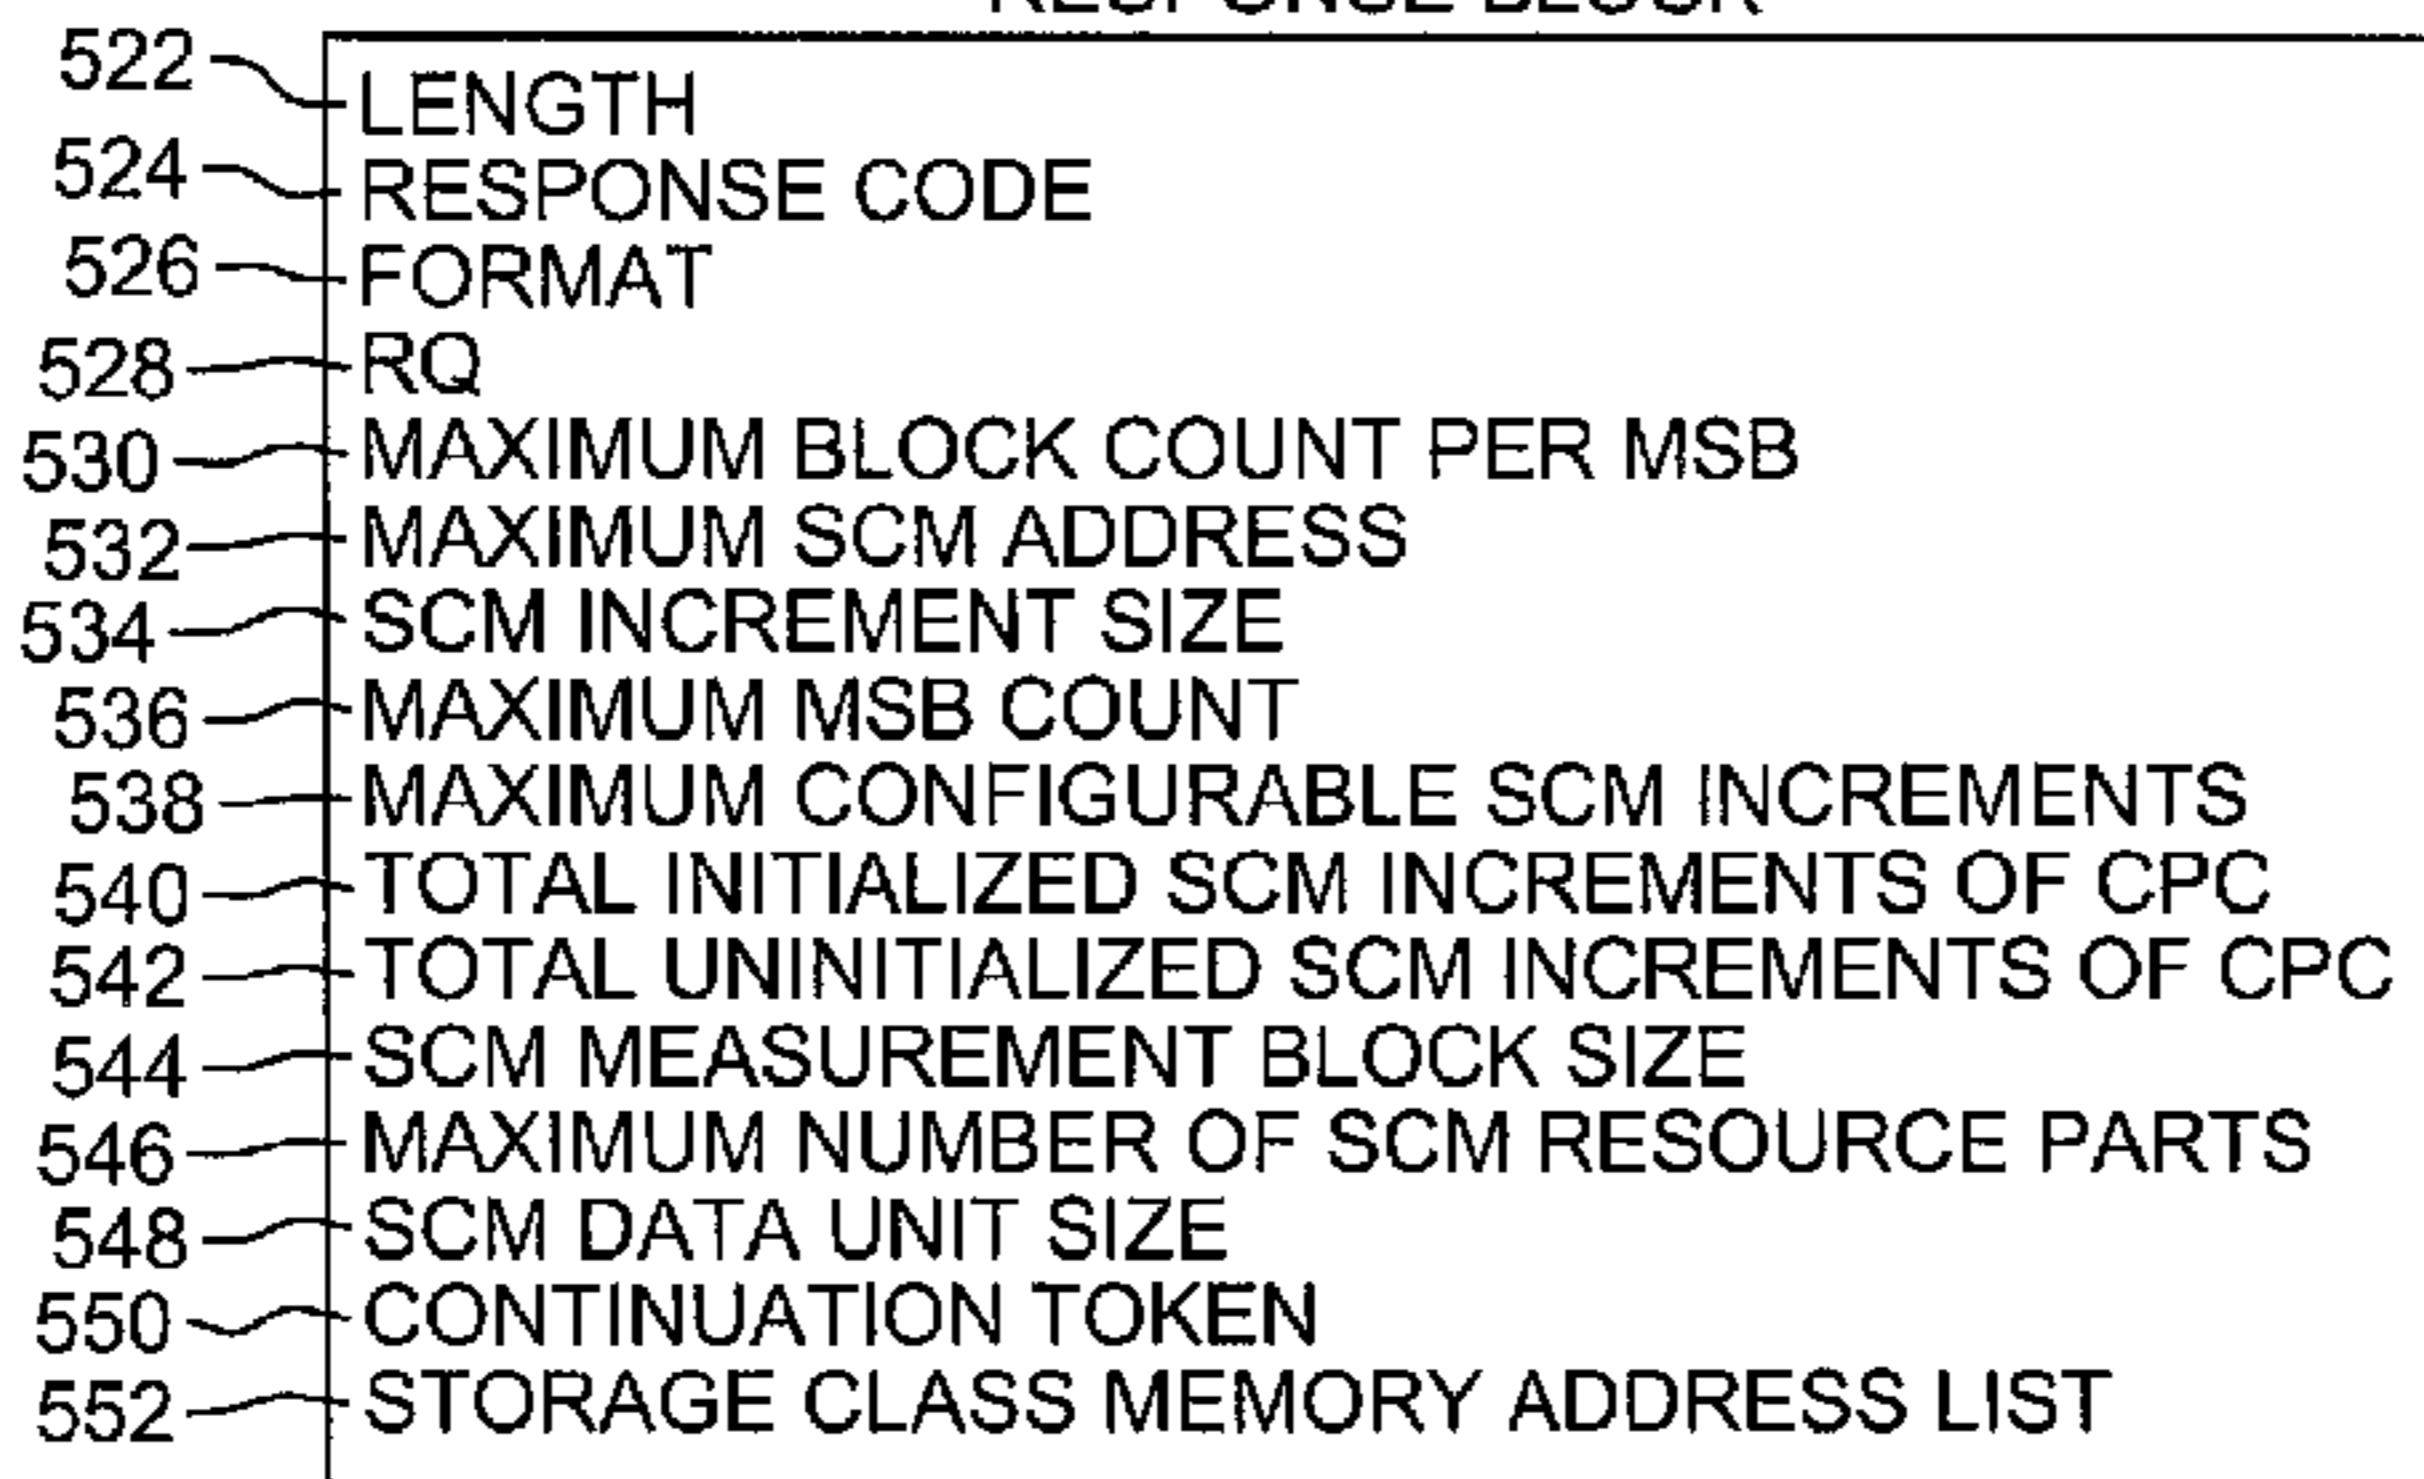 RESPONSE BLOCK
522 LENGTH
524 RESPONSE CODE
526 FORMAT
528 RQ
530 MAXIMUM BLOCK COUNT PER MSB
532 MAXIMUM SCM ADDRESS
534 SCM INCREMENT SIZE
536 MAXIMUM MSB COUNT
538 MAXIMUM CONFIGURABLE SCM INCREMENTS
540 TOTAL INITIALIZED SCM INCREMENTS OF CPC
542 TOTAL UNINITIALIZED SCM INCREMENTS OF CPC
544 SCM MEASUREMENT BLOCK SIZE
546 MAXIMUM NUMBER OF SCM RESOURCE PARTS
548 SCM DATA UNIT SIZE
550 CONTINUATION TOKEN
552 STORAGE CLASS MEMORY ADDRESS LIST